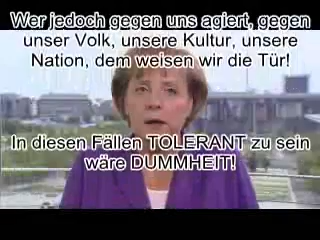 Wer jedoch gegen uns agiert, gegen
unser Volk, unsere Kultur, unsere
Nation, dem weisen wir die Tür!
In diesen Fällen TOLERANT zu sein
wäre DUMMHEIT!